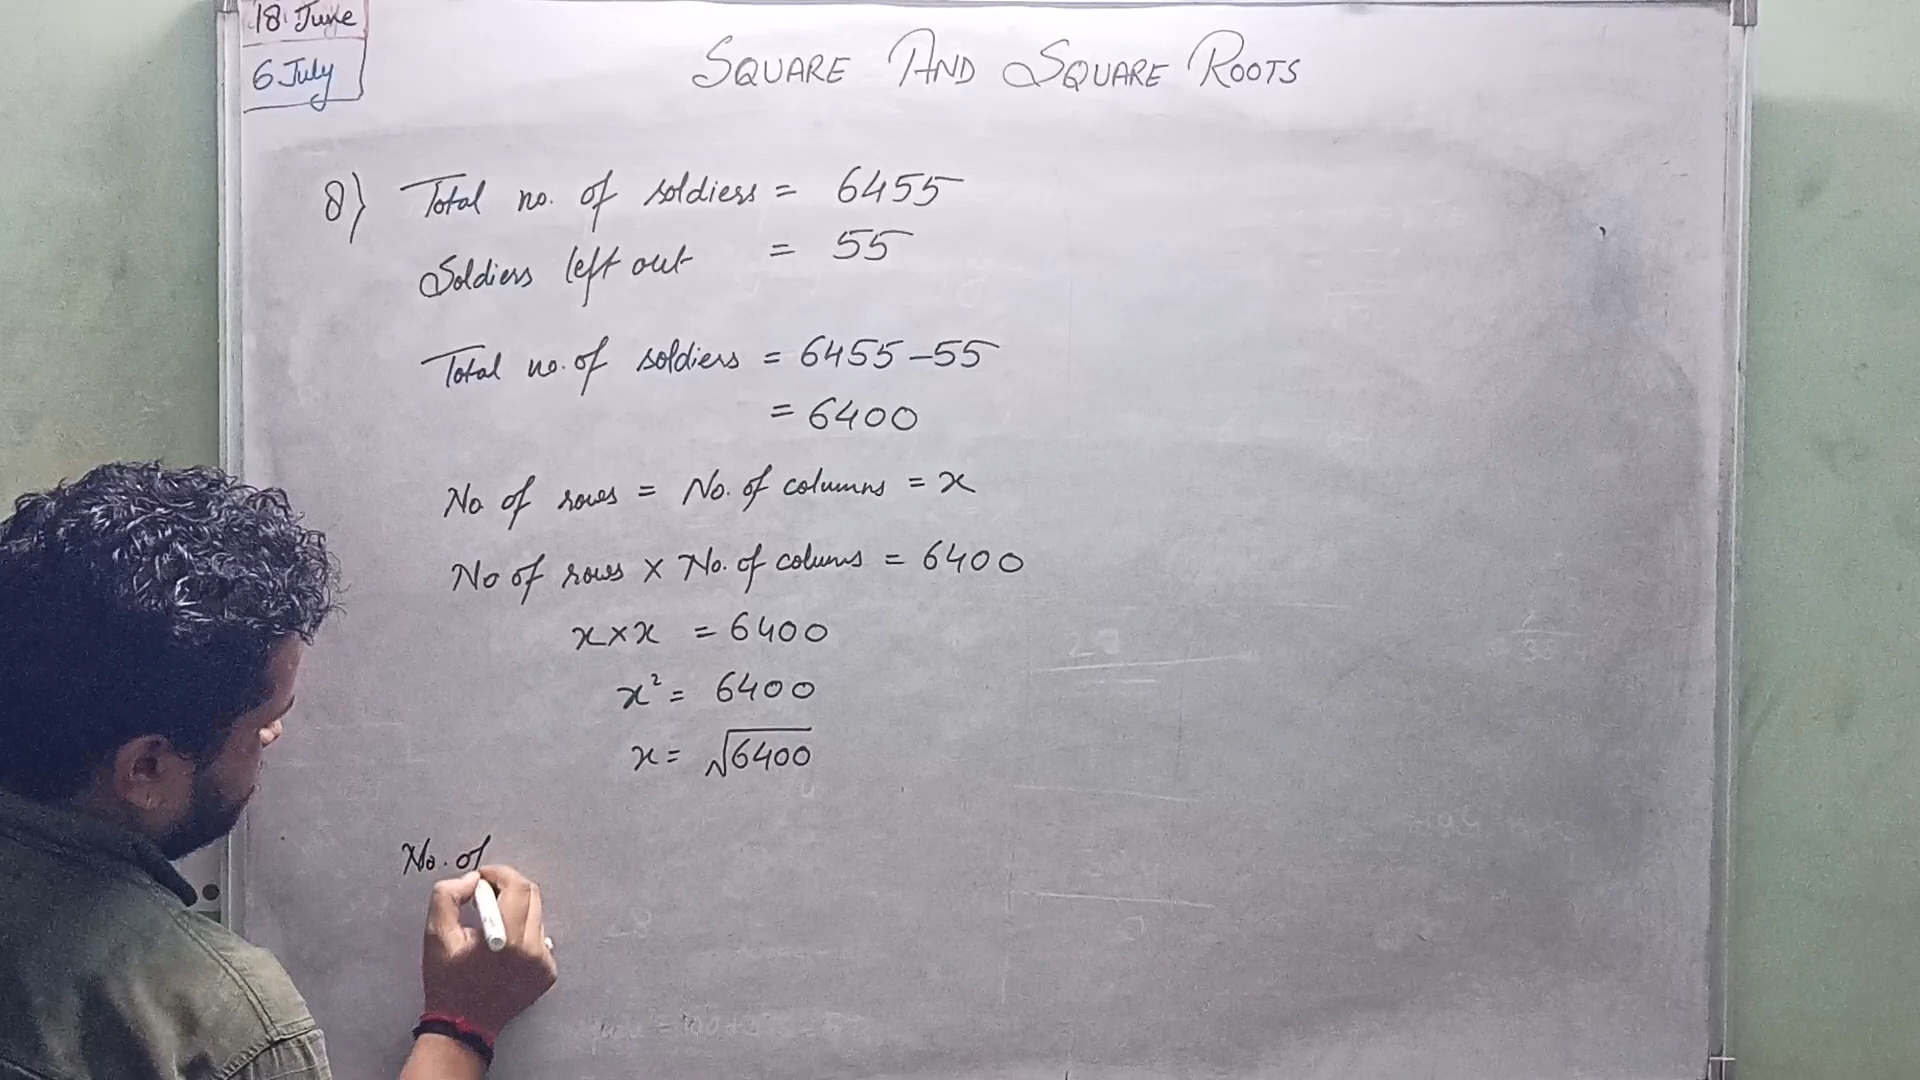 18 June
6 July
SQUARE AND SQUARE ROOTS
8) Total no. of soldiers = 6455
Soldiers left out = 55
Total no. of soldiers = 6455-55
= 6400
No of rows = No. of columns = x
No of rows x No. of colums = 6400
x×x = 6400
x² = 6400
x = √6400
No. of